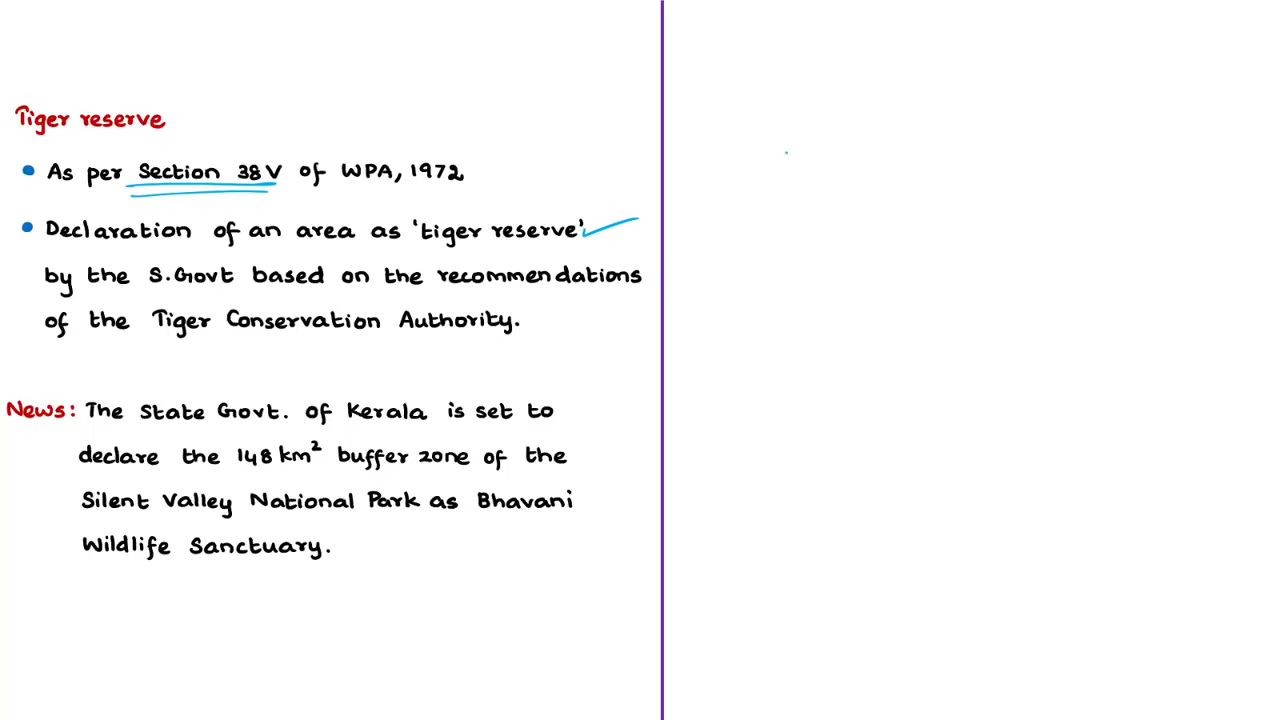 Tiger reserve
• As per Section 38V of WPA, 1972
• Declaration of an area as 'tiger reserve'
by the S.Govt based on the recommendations
of the Tiger Conservation Authority.
News: The State Govt. of Kerala is set to
declare the 148 km² buffer zone of the
Silent Valley National Park as Bhavani
Wildlife Sanctuary.